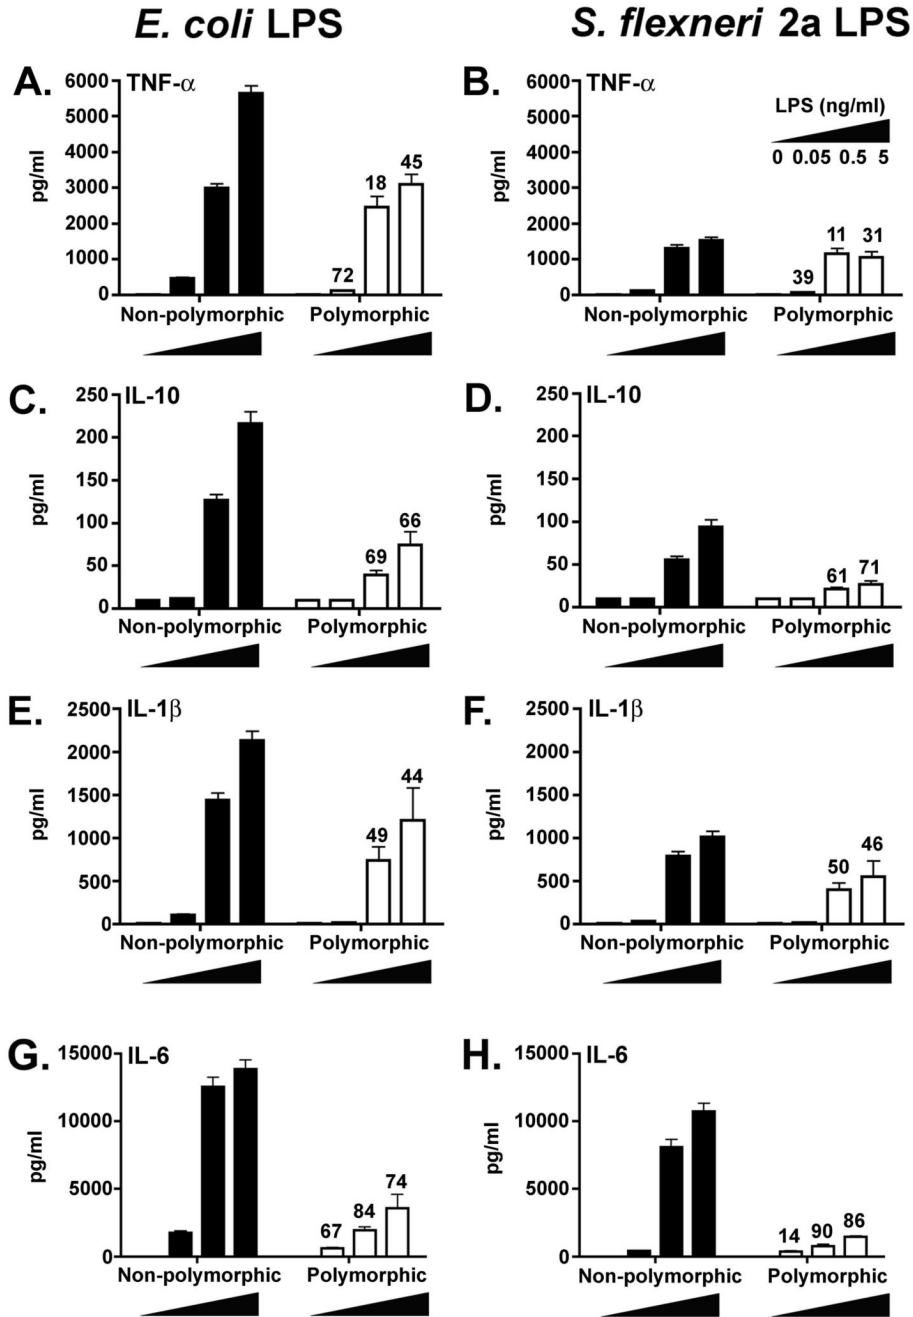 E. coli LPS
S. flexneri 2a LPS
A.
TNF-α
6000
5000
4000
3000
2000
1000
0
pg/ml
72
18
45
Non-polymorphic
Polymorphic
B.
TNF-α
6000
5000
4000
3000
2000
1000
0
pg/ml
LPS (ng/ml)
0 0.05 0.5 5
39
11
31
Non-polymorphic
Polymorphic
C.
IL-10
250
200
150
100
50
0
pg/ml
69
66
Non-polymorphic
Polymorphic
D.
IL-10
250
200
150
100
50
0
pg/ml
61
71
Non-polymorphic
Polymorphic
E.
IL-1β
2500
2000
1500
1000
500
0
pg/ml
49
44
Non-polymorphic
Polymorphic
F.
IL-1β
2500
2000
1500
1000
500
0
pg/ml
50
46
Non-polymorphic
Polymorphic
G.
IL-6
15000
10000
5000
0
pg/ml
67
84
74
Non-polymorphic
Polymorphic
H.
IL-6
15000
10000
5000
0
pg/ml
14
90
86
Non-polymorphic
Polymorphic